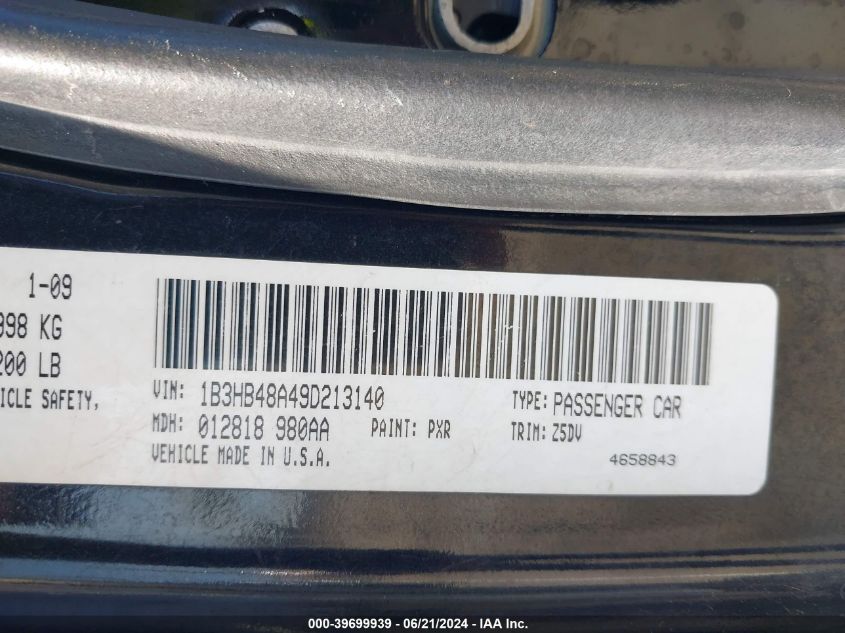 1-09
998 KG
200 LB
ICLE SAFETY,
VIN: 1B3HB48A49D213140
TYPE: PASSENGER CAR
MDH: 012818 980AA
PAINT: PXR
TRIM: Z5DV
VEHICLE MADE IN U.S.A.
4658843
000-39699939 - 06/21/2024 - IAA Inc.